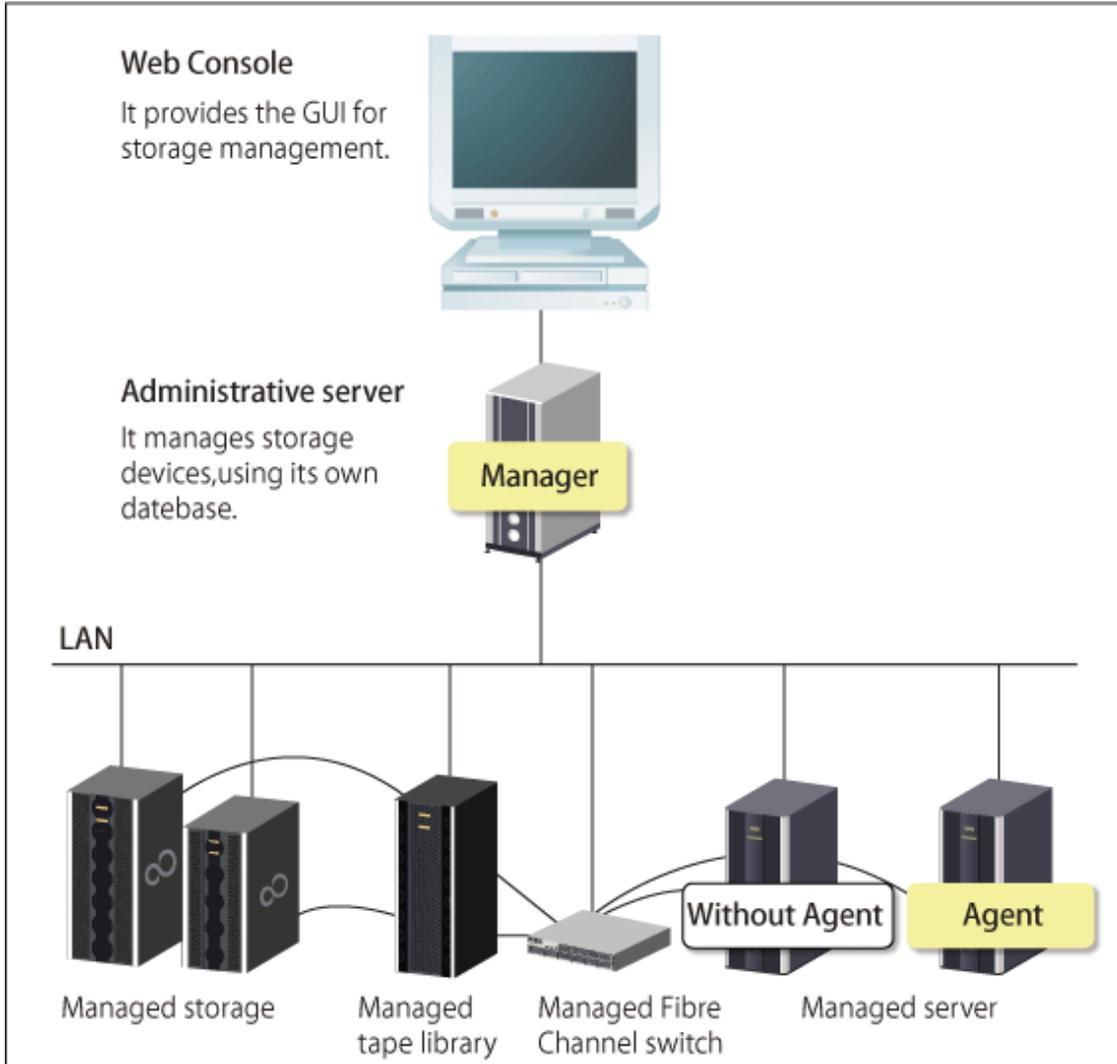 Web Console
It provides the GUI for
storage management.
Administrative server
It manages storage
devices,using its own
datebase.
Manager
LAN
Without Agent
Agent
Managed storage
Managed
tape library
Managed Fibre
Channel switch
Managed server